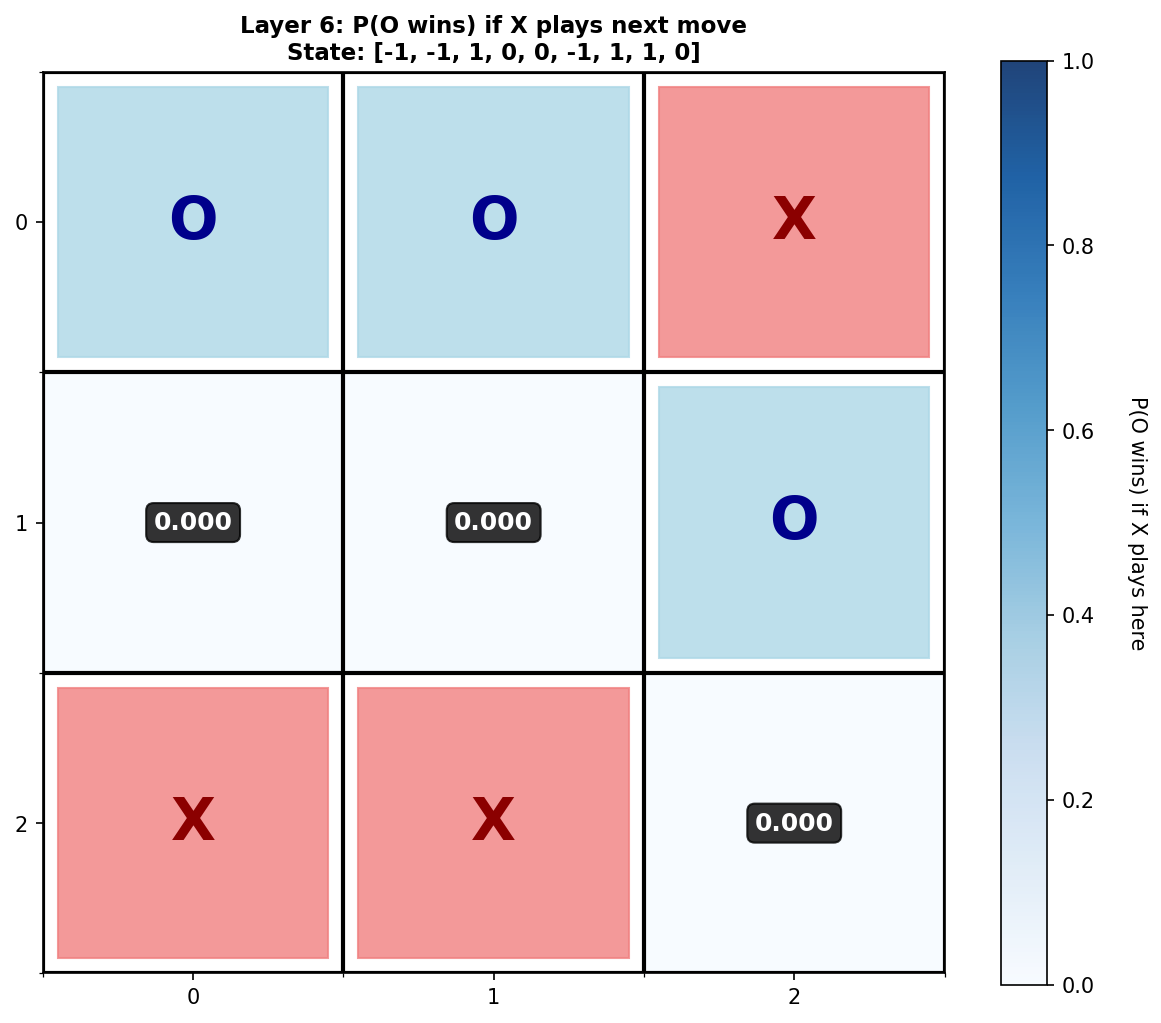 Layer 6: P(O wins) if X plays next move
State: [-1, -1, 1, 0, 0, -1, 1, 1, 0]
0
O
O
X
1
0.000
0.000
O
2
X
X
0.000
0
1
2
1.0
0.8
0.6
0.4
0.2
0.0
P(O wins) if X plays here